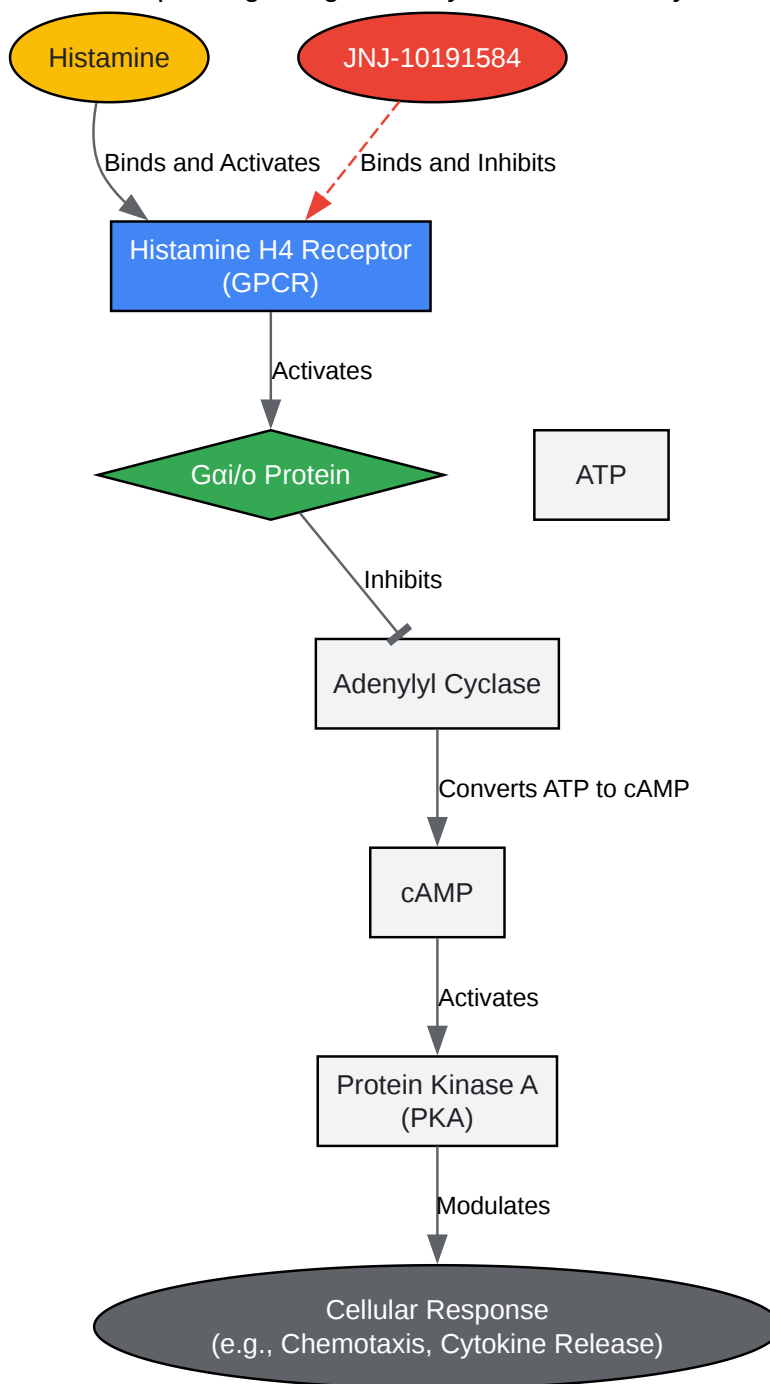 Histamine
JNJ-10191584
Binds and Activates
Binds and Inhibits
Histamine H4 Receptor
(GPCR)
Activates
Gαi/o Protein
ATP
Inhibits
Adenylyl Cyclase
Converts ATP to cAMP
cAMP
Activates
Protein Kinase A
(PKA)
Modulates
Cellular Response
(e.g., Chemotaxis, Cytokine Release)